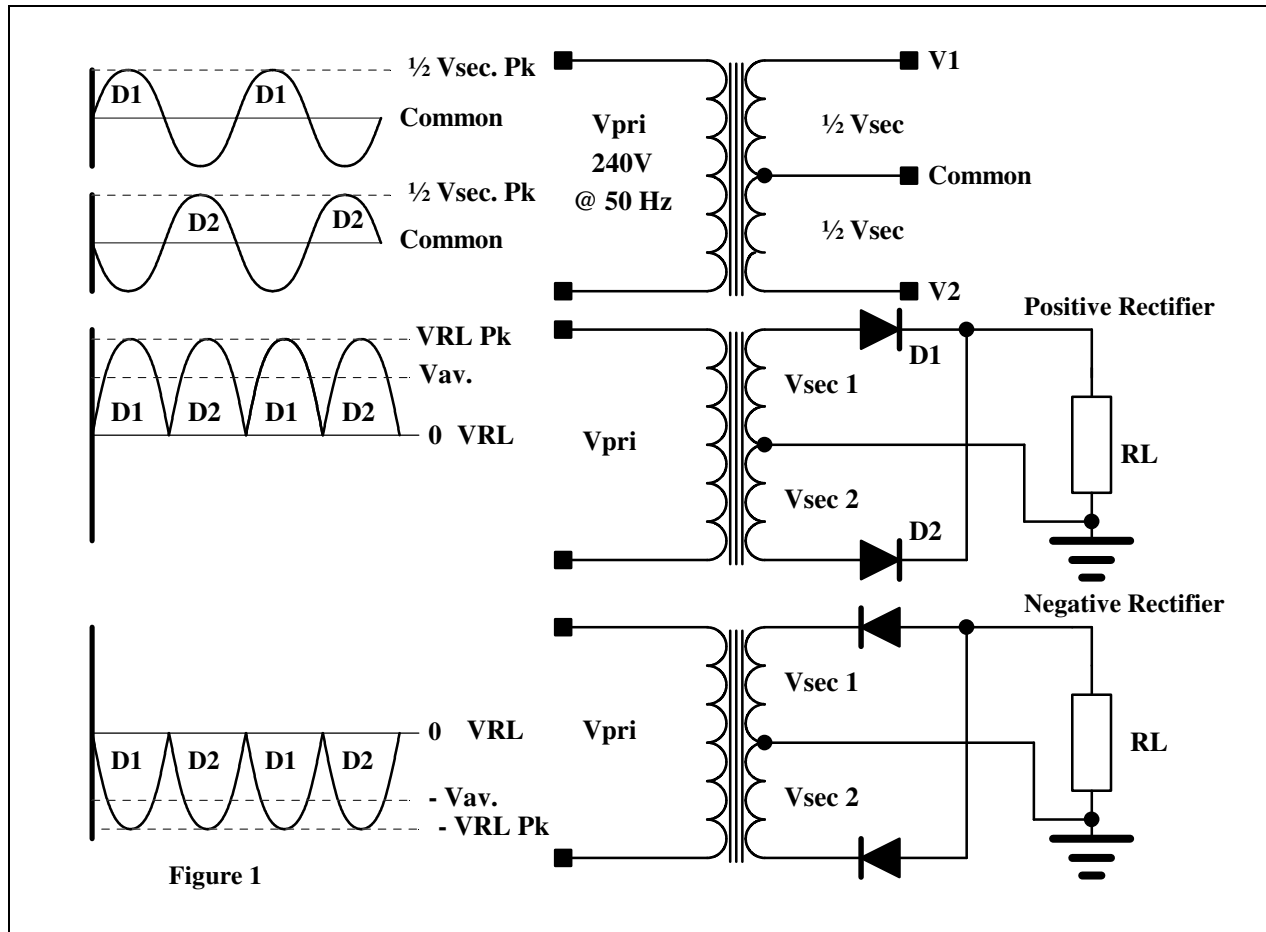 ½ Vsec. Pk
D1 D1
Common
½ Vsec. Pk
D2 D2
Common
Vpri
240V
@ 50 Hz
V1
½ Vsec
Common
½ Vsec
V2
VRL Pk
Vav.
D1 D2 D1 D2
0 VRL
Vpri
Positive Rectifier
D1
Vsec 1
RL
Vsec 2
D2
0 VRL
D1 D2 D1 D2
- Vav.
- VRL Pk
Vpri
Negative Rectifier
Vsec 1
RL
Vsec 2
Figure 1